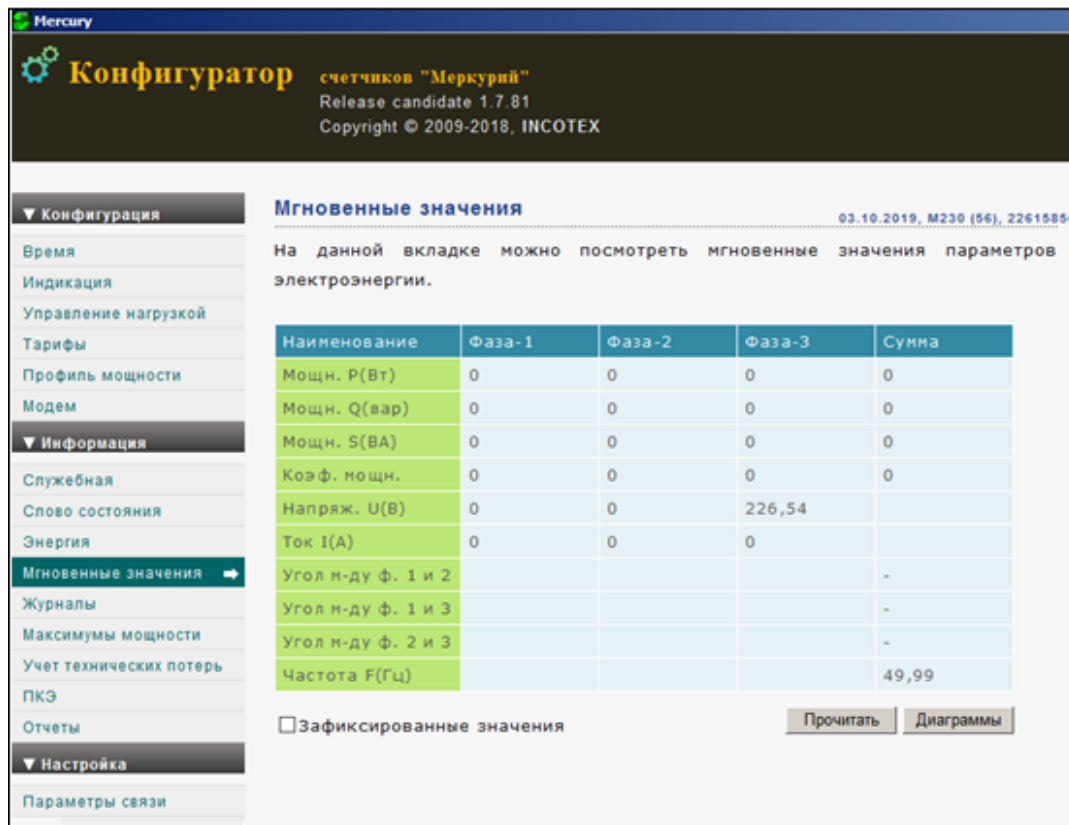 Mercury
Конфигуратор счетчиков "Меркурий"
Release candidate 1.7.81
Copyright © 2009-2018, INCOTEX
▼ Конфигурация
Время
Индикация
Управление нагрузкой
Тарифы
Профиль мощности
Модем
▼ Информация
Служебная
Слово состояния
Энергия
Мгновенные значения
Журналы
Максимумы мощности
Учет технических потерь
ПКЭ
Отчеты
▼ Настройка
Параметры связи
Мгновенные значения
03.10.2019, M230 (56), 2261585
На данной вкладке можно посмотреть мгновенные значения параметров
электроэнергии.
Наименование Фаза-1 Фаза-2 Фаза-3 Сумма
Мощн. P(Вт) 0 0 0 0
Мощн. Q(вар) 0 0 0 0
Мощн. S(ВА) 0 0 0 0
Коэф. мощн. 0 0 0 0
Напряж. U(В) 0 0 226,54
Ток I(А) 0 0 0
Угол м-ду ф. 1 и 2 -
Угол м-ду ф. 1 и 3 -
Угол м-ду ф. 2 и 3 -
Частота F(Гц) 49,99
Зафиксированные значения
Прочитать Диаграммы